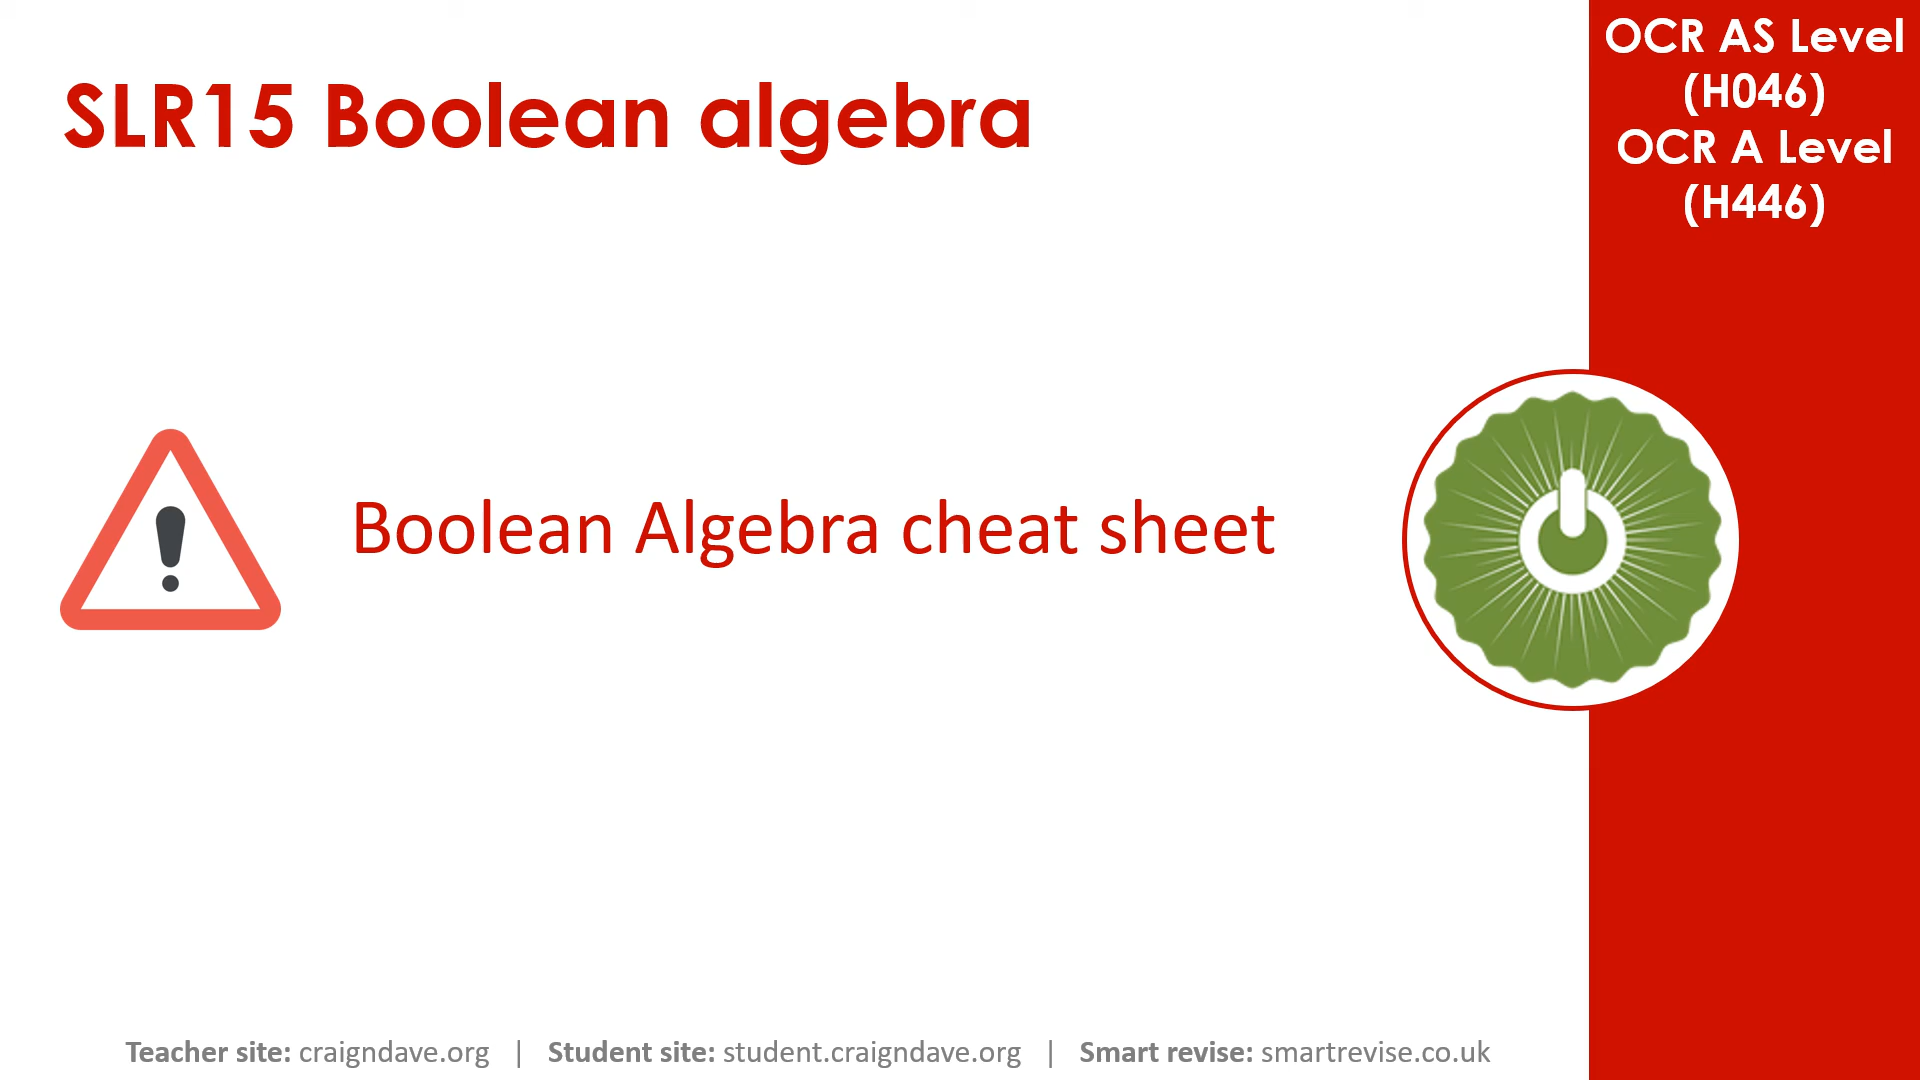 SLR15 Boolean algebra
OCR AS Level
(H046)
OCR A Level
(H446)
Boolean Algebra cheat sheet
Teacher site: craigndave.org | Student site: student.craigndave.org | Smart revise: smartrevise.co.uk